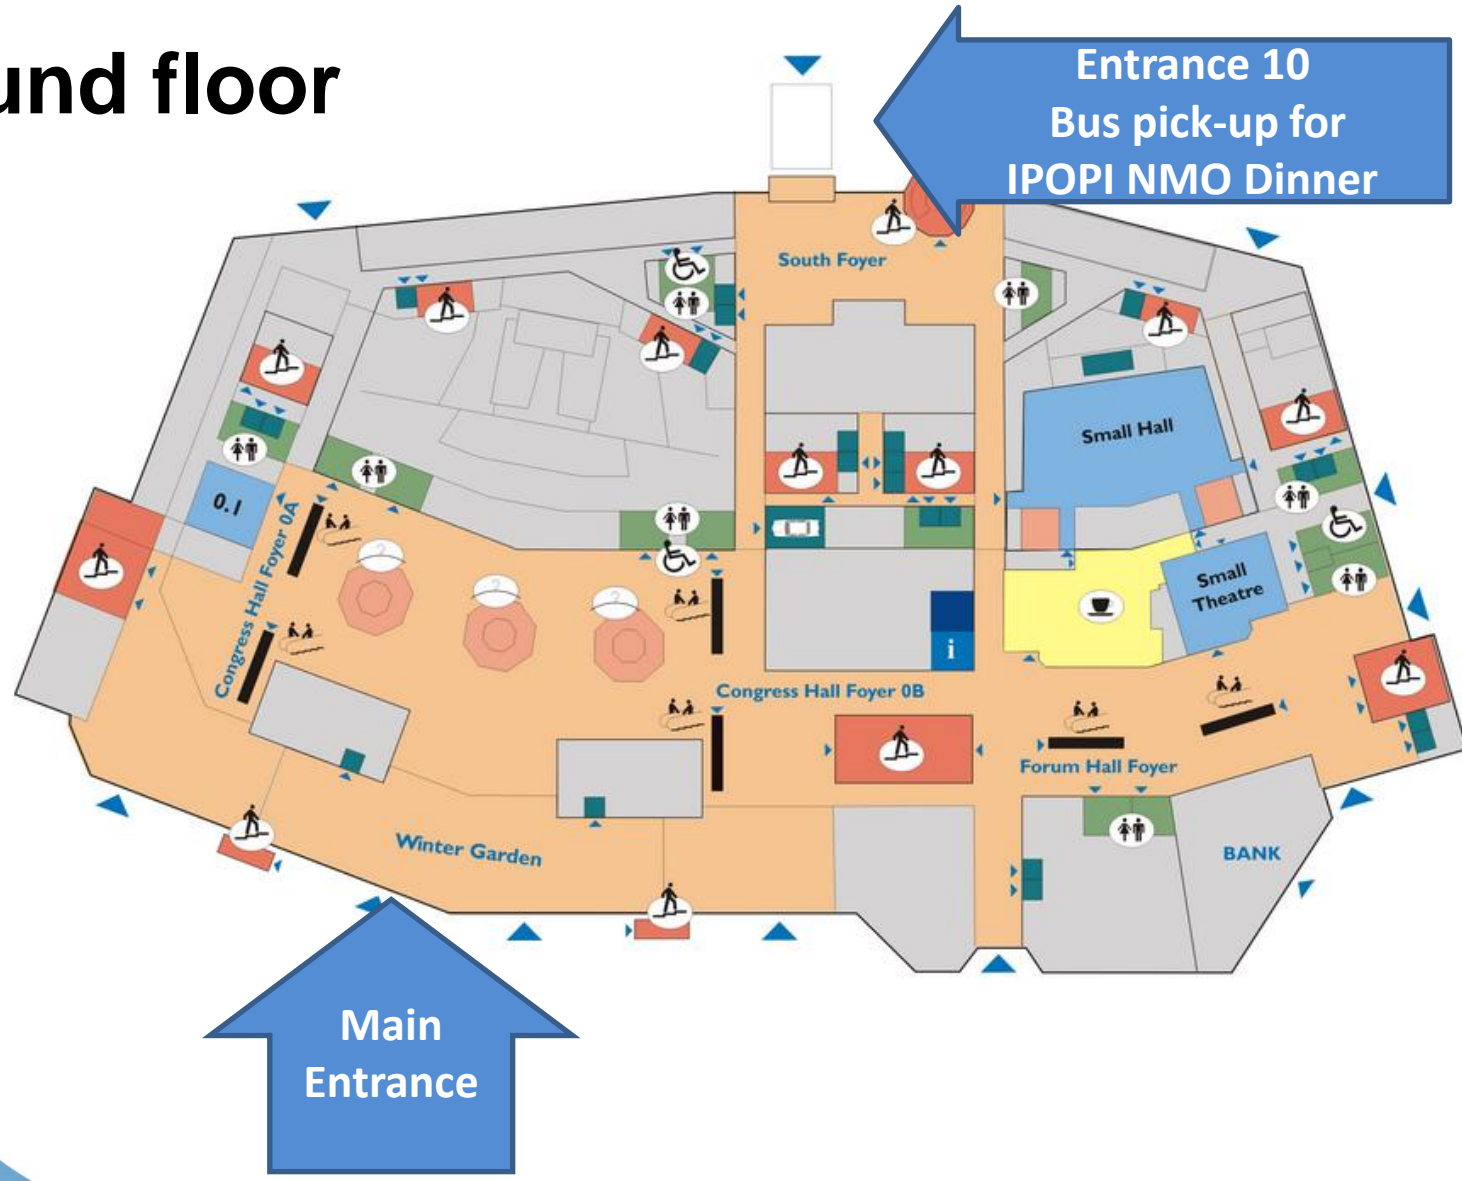 und floor
Entrance 10
Bus pick-up for
IPOPI NMO Dinner
South Foyer
Small Hall
0.1
Congress Hall Foyer 0A
Small
Theatre
i
Congress Hall Foyer 0B
Forum Hall Foyer
Winter Garden
BANK
Main
Entrance